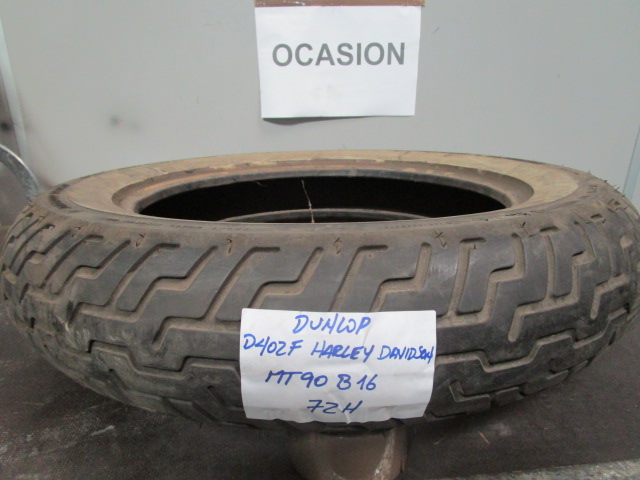 OCASION
DUNLOP
D402F HARLEY DAVIDSON
MT90 B16
72H